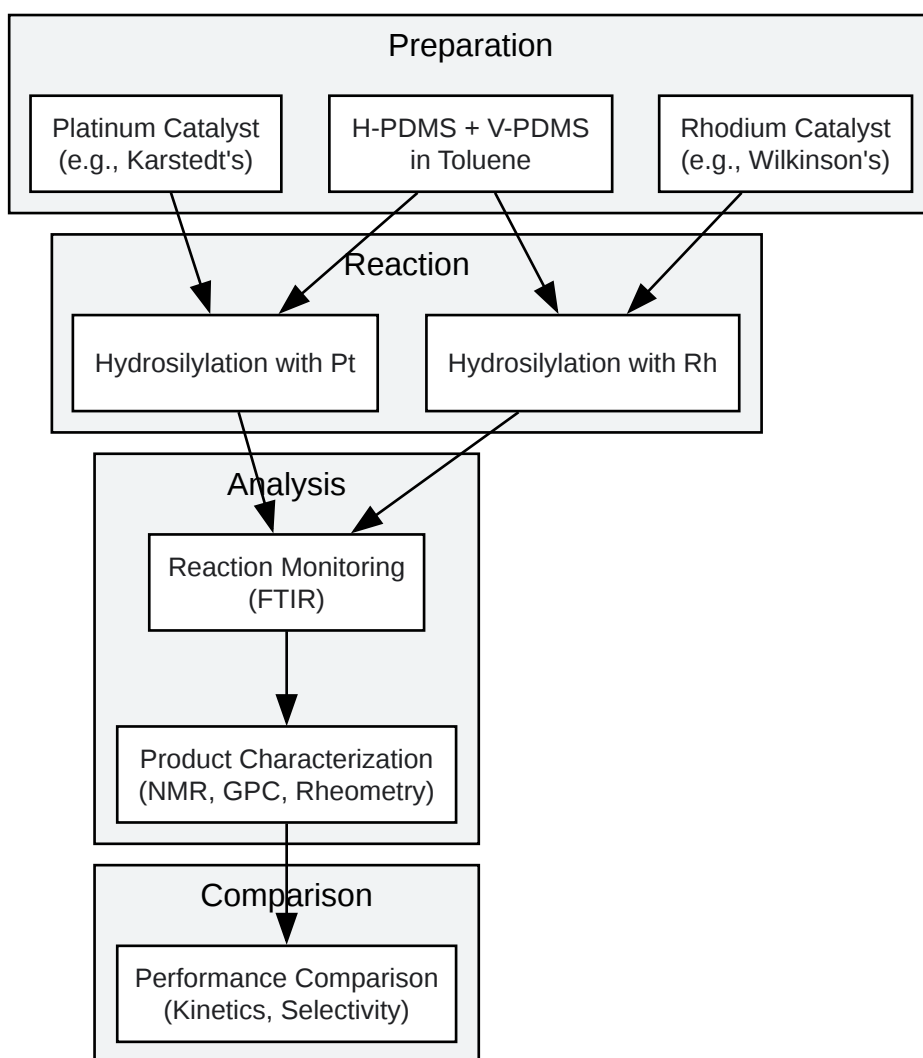 Preparation
Platinum Catalyst
(e.g., Karstedt's)
H-PDMS + V-PDMS
in Toluene
Rhodium Catalyst
(e.g., Wilkinson's)
Reaction
Hydrosilylation with Pt
Hydrosilylation with Rh
Analysis
Reaction Monitoring
(FTIR)
Product Characterization
(NMR, GPC, Rheometry)
Comparison
Performance Comparison
(Kinetics, Selectivity)